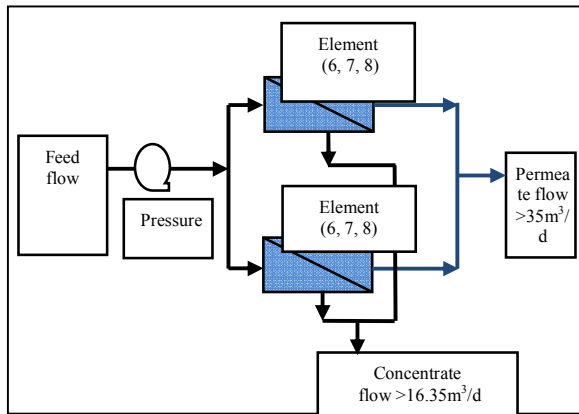 Element
(6, 7, 8)
Feed
flow
Pressure
Element
(6, 7, 8)
Permea
te flow
>35m³/
d
Concentrate
flow >16.35m³/d